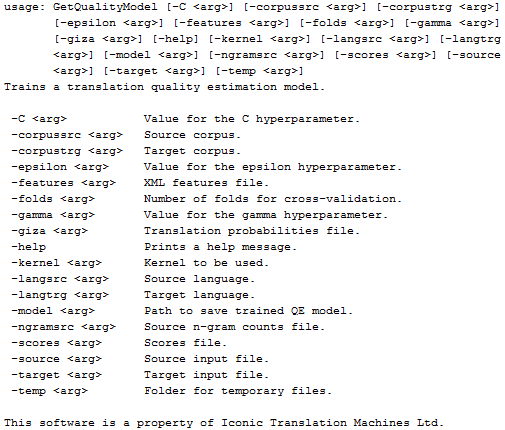 usage: GetQualityModel [-C <arg>] [-corpussrc <arg>] [-corpustrg <arg>]
       [-epsilon <arg>] [-features <arg>] [-folds <arg>] [-gamma <arg>]
       [-giza <arg>] [-help] [-kernel <arg>] [-langsrc <arg>] [-langtrg
       <arg>] [-model <arg>] [-ngramsrc <arg>] [-scores <arg>] [-source
       <arg>] [-target <arg>] [-temp <arg>]
Trains a translation quality estimation model.

 -C <arg>           Value for the C hyperparameter.
 -corpussrc <arg>   Source corpus.
 -corpustrg <arg>   Target corpus.
 -epsilon <arg>     Value for the epsilon hyperparameter.
 -features <arg>    XML features file.
 -folds <arg>       Number of folds for cross-validation.
 -gamma <arg>       Value for the gamma hyperparameter.
 -giza <arg>        Translation probabilities file.
 -help              Prints a help message.
 -kernel <arg>      Kernel to be used.
 -langsrc <arg>     Source language.
 -langtrg <arg>     Target language.
 -model <arg>       Path to save trained QE model.
 -ngramsrc <arg>    Source n-gram counts file.
 -scores <arg>      Scores file.
 -source <arg>      Source input file.
 -target <arg>      Target input file.
 -temp <arg>        Folder for temporary files.

This software is a property of Iconic Translation Machines Ltd.